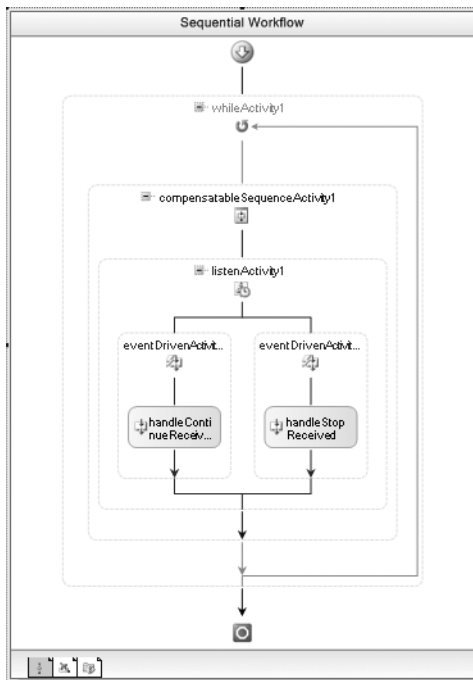 Sequential Workflow
whileActivity1
compensatableSequenceActivity1
listenActivity1
eventDrivenActivit...
eventDrivenActivit...
handleConti
nueReceiv...
handleStop
Received